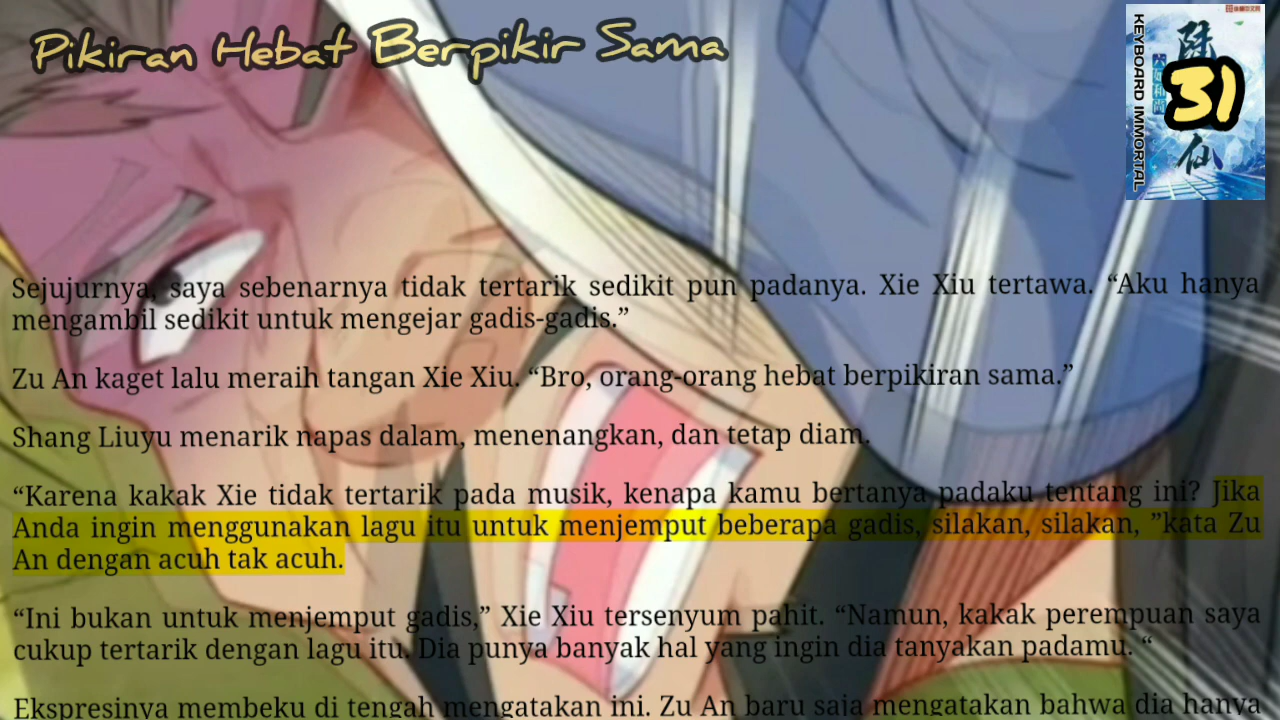 Pikiran Hebat Berpikir Sama
KEYBOARD IMMORTAL
陆
31
仙
Sejujurnya, saya sebenarnya tidak tertarik sedikit pun padanya. Xie Xiu tertawa. “Aku hanya
mengambil sedikit untuk mengejar gadis-gadis.”
Zu An kaget lalu meraih tangan Xie Xiu. “Bro, orang-orang hebat berpikiran sama.”
Shang Liuyu menarik napas dalam, menenangkan, dan tetap diam.
“Karena kakak Xie tidak tertarik pada musik, kenapa kamu bertanya padaku tentang ini? Jika
Anda ingin menggunakan lagu itu untuk menjemput beberapa gadis, silakan, silakan, ”kata Zu
An dengan acuh tak acuh.
“Ini bukan untuk menjemput gadis,” Xie Xiu tersenyum pahit. “Namun, kakak perempuan saya
cukup tertarik dengan lagu itu. Dia punya banyak hal yang ingin dia tanyakan padamu. “
Ekspresinya membeku di tengah mengatakan ini. Zu An baru saja mengatakan bahwa dia hanya